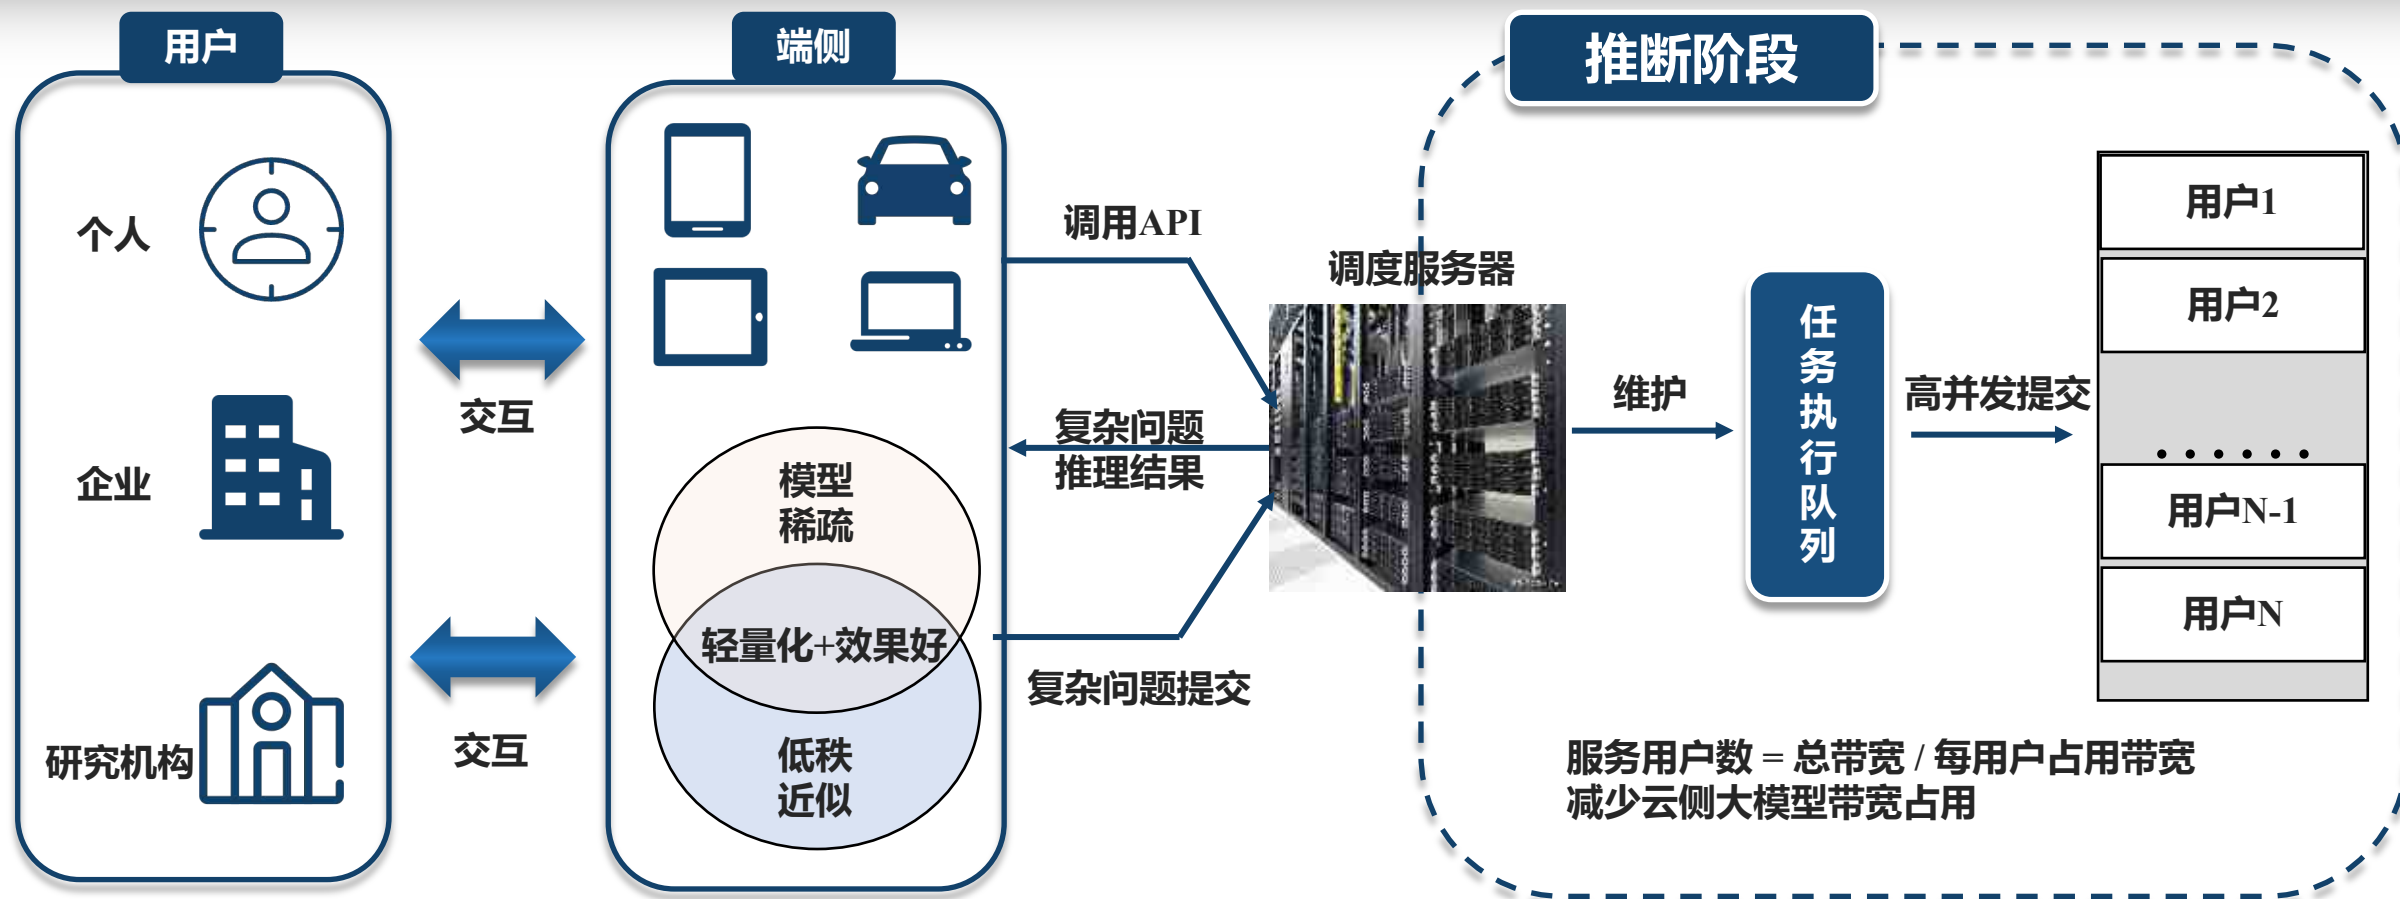 用户
端侧
推断阶段
个人
企业
研究机构
交互
交互
模型
稀疏
轻量化+效果好
低秩
近似
调用API
复杂问题
推理结果
复杂问题提交
调度服务器
维护
任务执行队列
高并发提交
用户1
用户2
......
用户N-1
用户N
服务用户数 = 总带宽 / 每用户占用带宽
减少云侧大模型带宽占用